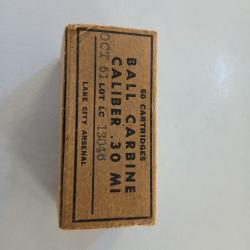 50 CARTRIDGES
BALL CARBINE
CALIBER .30 M1
OCT 51 LOT LC 13046
LAKE CITY ARSENAL